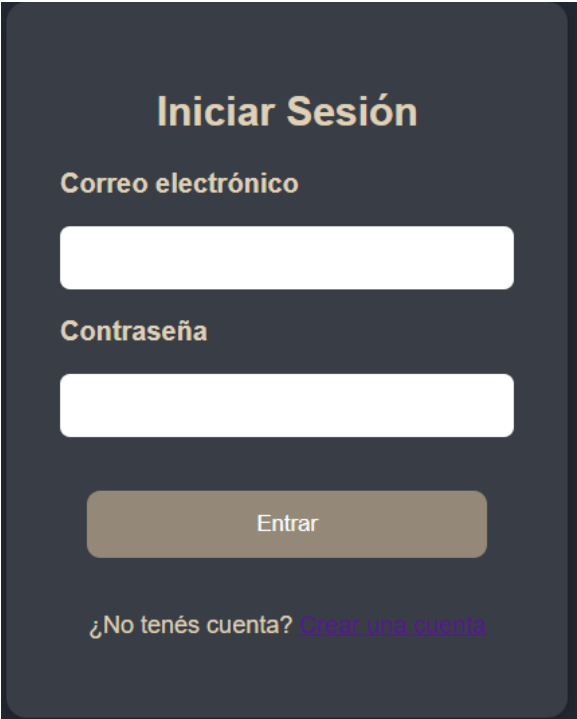 Iniciar Sesión
Correo electrónico
Contraseña
Entrar
¿No tenés cuenta? Crear una cuenta